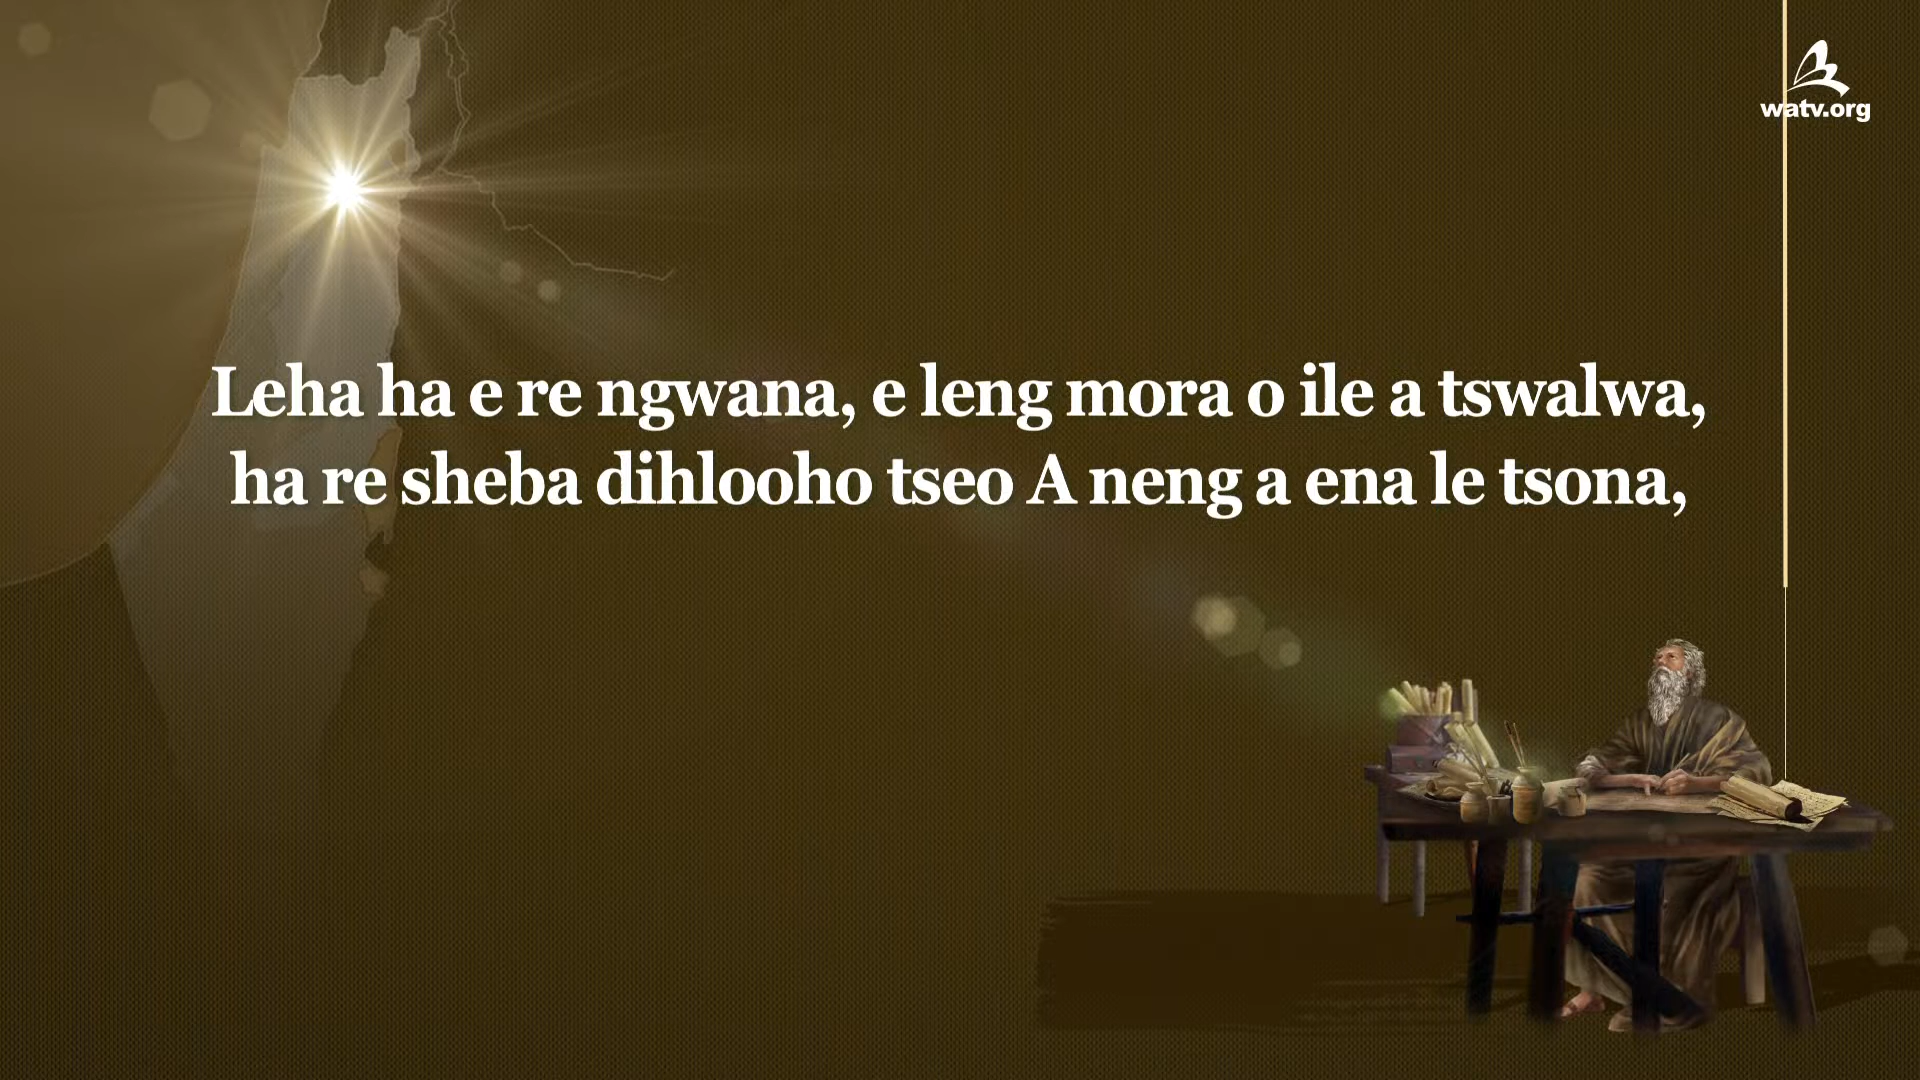 watv.org
Leha ha e re ngwana, e leng mora o ile a tswalwa,
ha re sheba dihlooho tseo A neng a ena le tsona,